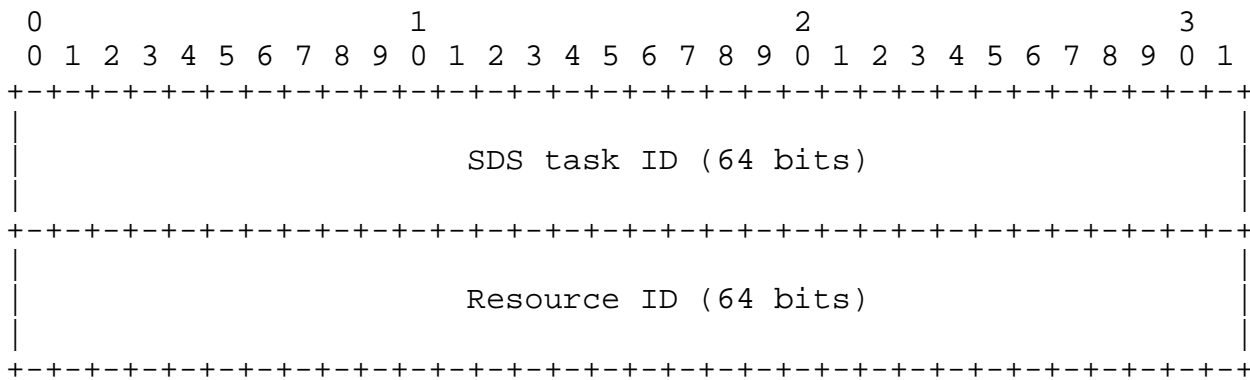 0                   1                   2                   3
 0 1 2 3 4 5 6 7 8 9 0 1 2 3 4 5 6 7 8 9 0 1 2 3 4 5 6 7 8 9 0 1
+-+-+-+-+-+-+-+-+-+-+-+-+-+-+-+-+-+-+-+-+-+-+-+-+-+-+-+-+-+-+-+-+
|                                                               |
|                       SDS task ID (64 bits)                   |
|                                                               |
+-+-+-+-+-+-+-+-+-+-+-+-+-+-+-+-+-+-+-+-+-+-+-+-+-+-+-+-+-+-+-+-+
|                                                               |
|                       Resource ID (64 bits)                   |
|                                                               |
+-+-+-+-+-+-+-+-+-+-+-+-+-+-+-+-+-+-+-+-+-+-+-+-+-+-+-+-+-+-+-+-+